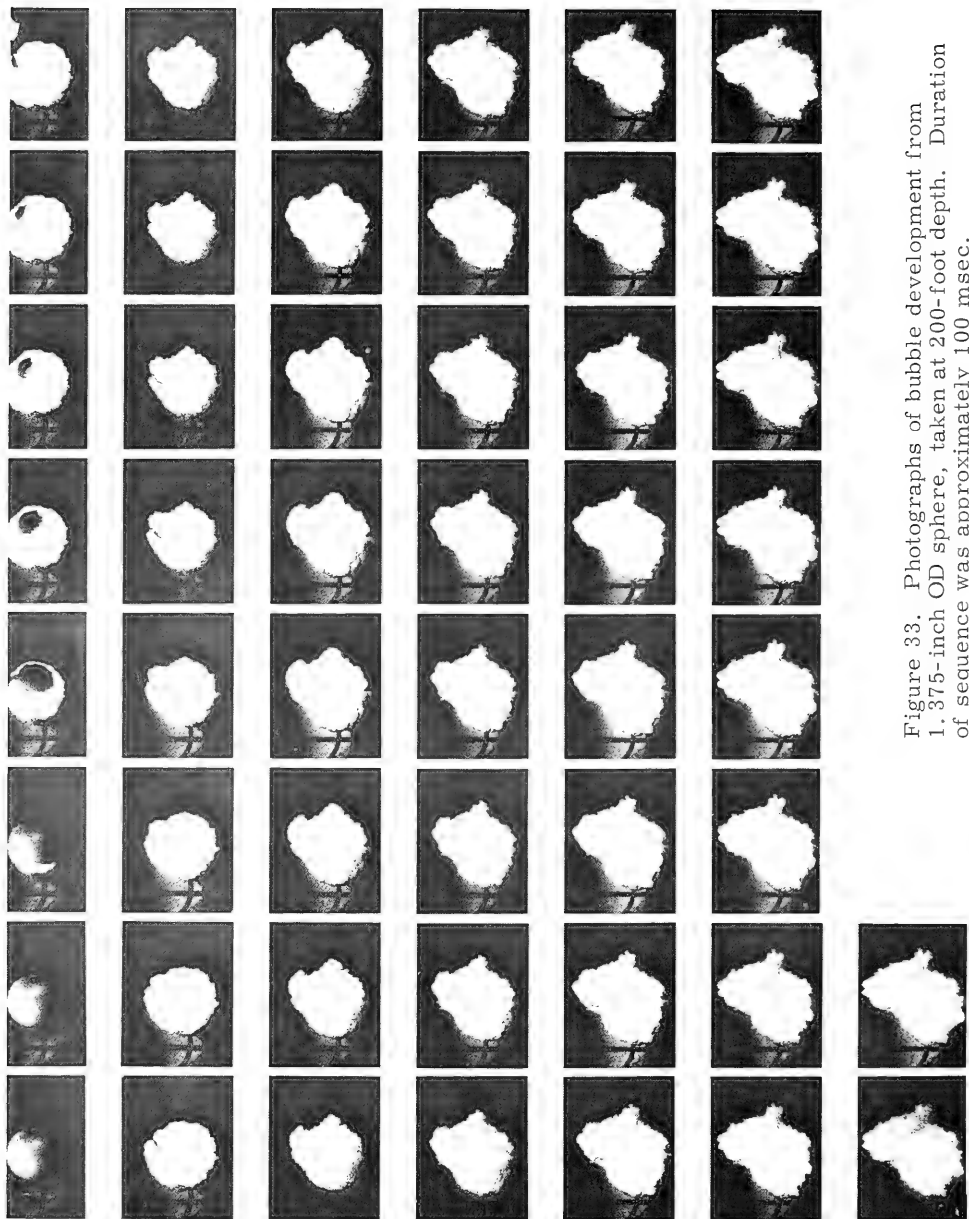 Figure 33. Photographs of bubble development from
1.375-inch OD sphere, taken at 200-foot depth. Duration
of sequence was approximately 100 msec.